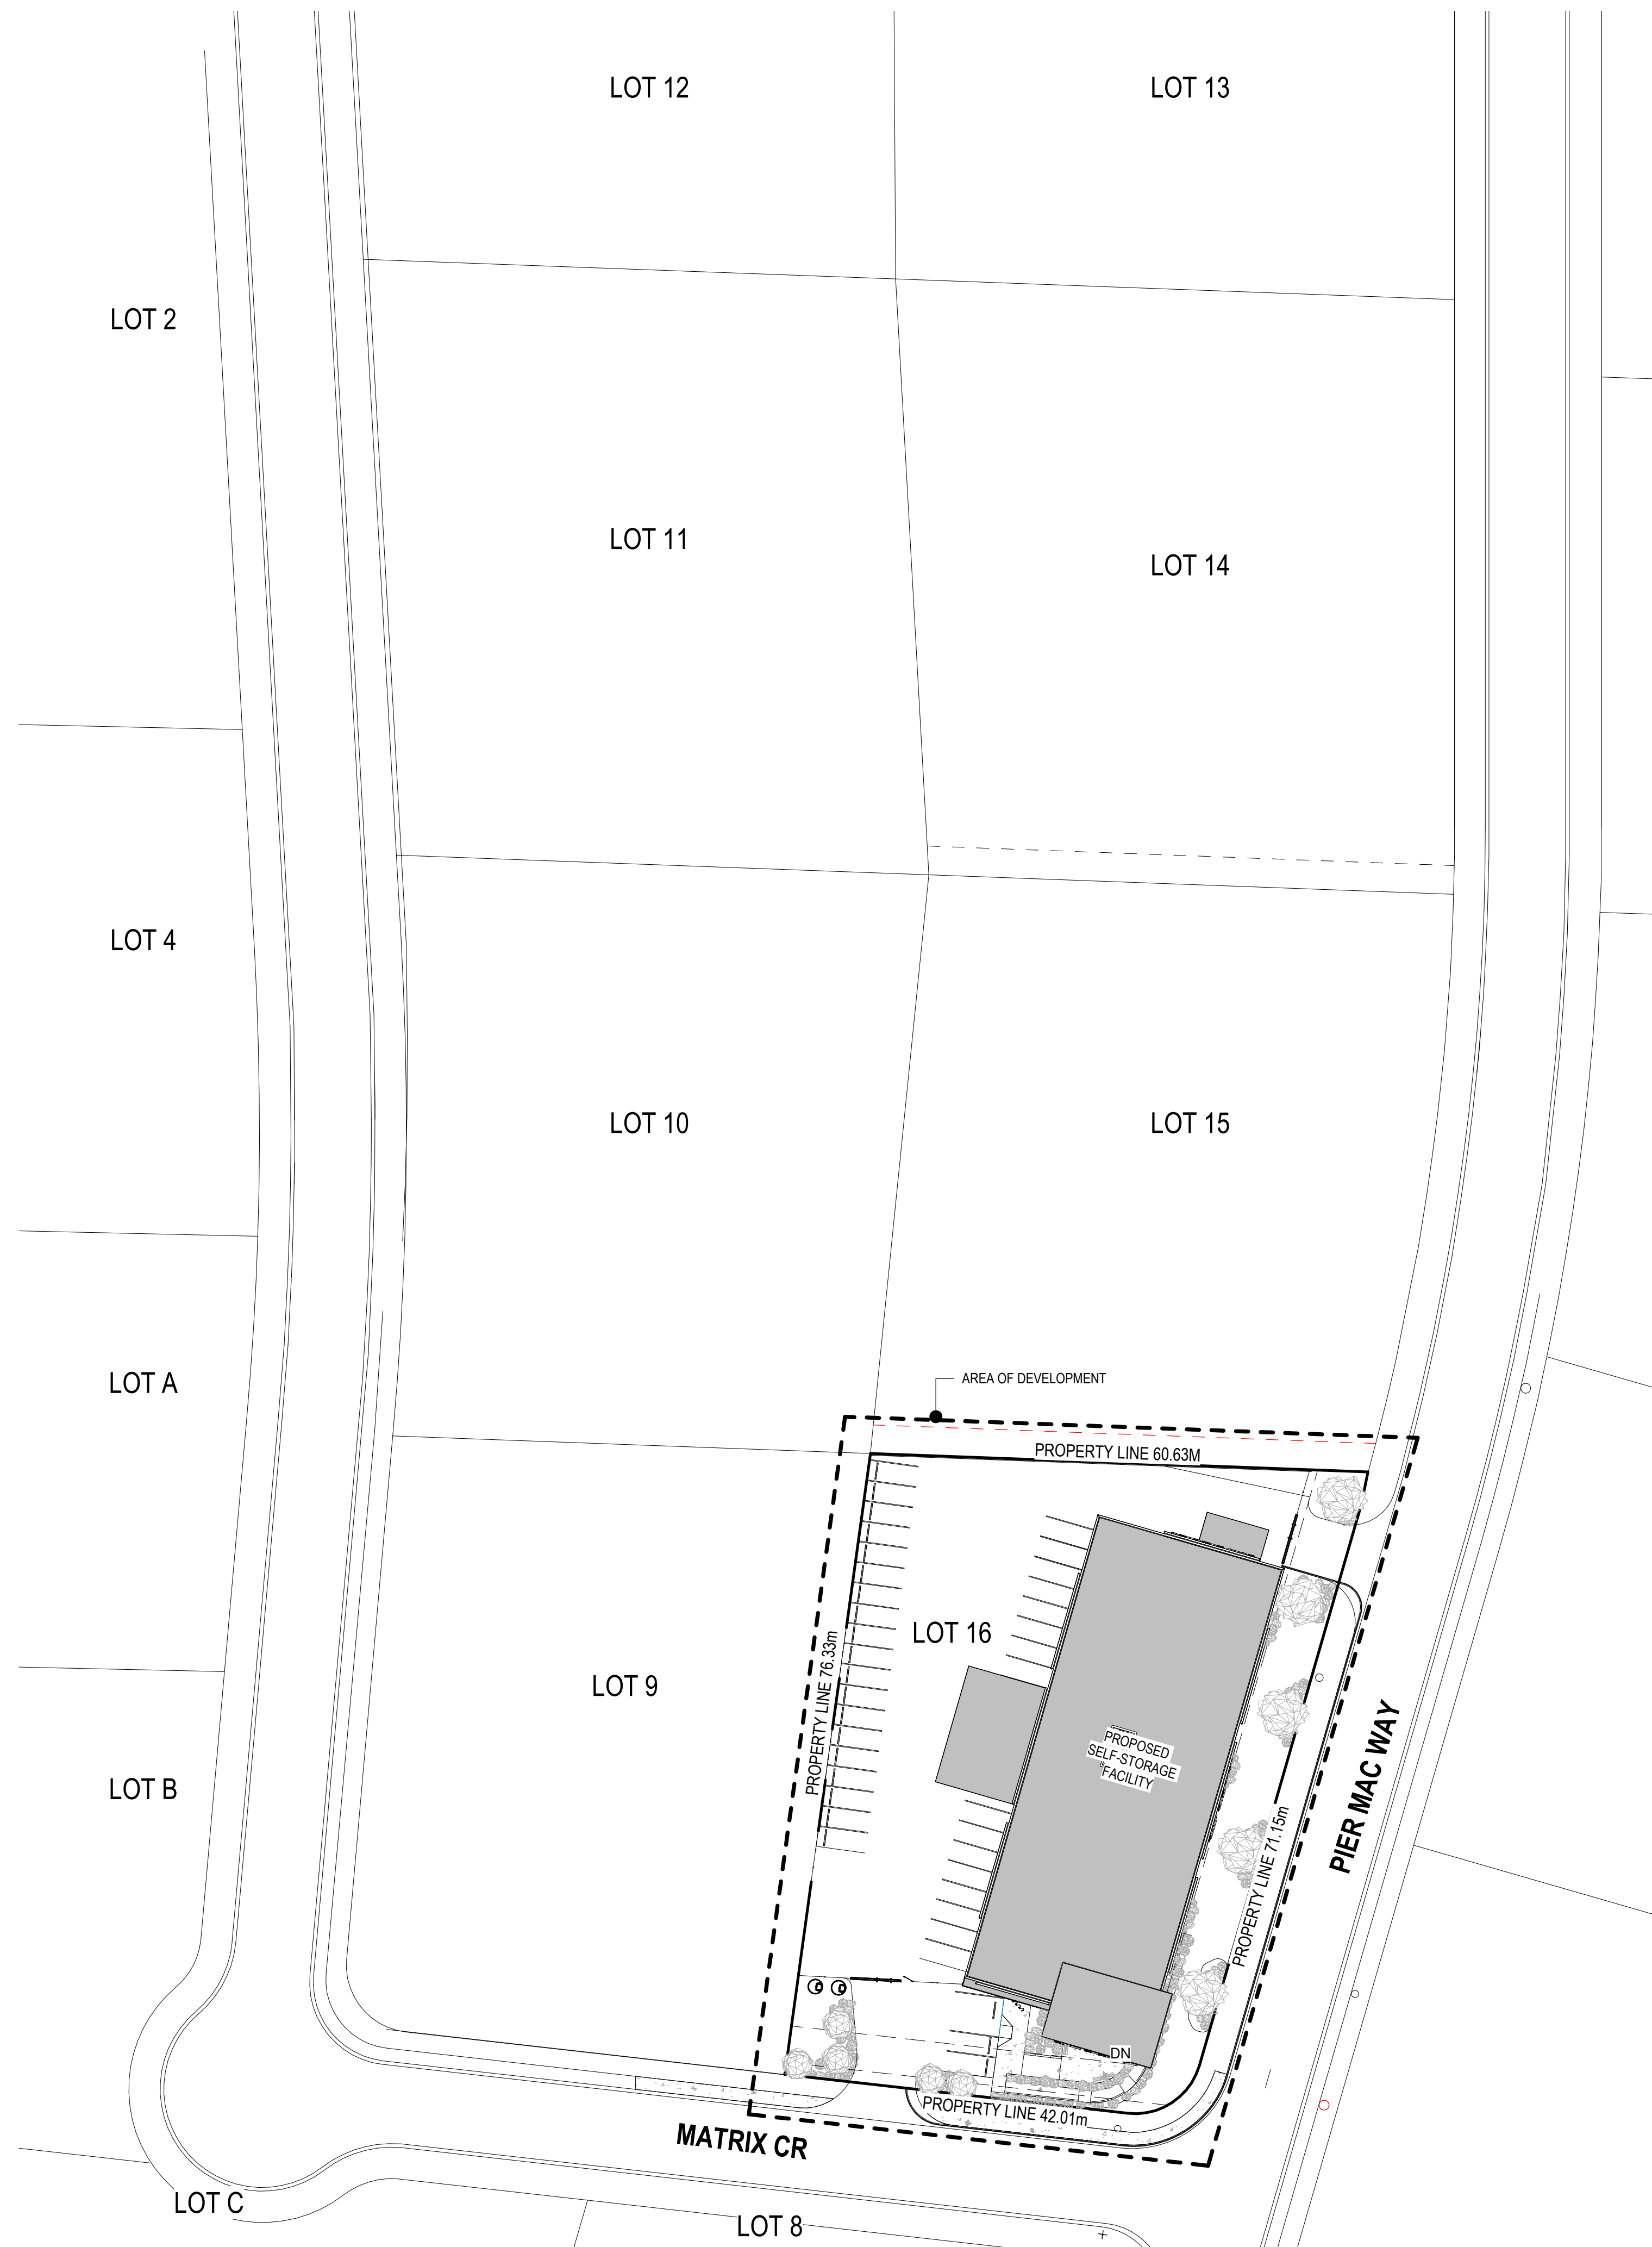 LOT 12
LOT 13
LOT 2
LOT 11
LOT 14
LOT 4
LOT 10
LOT 15
LOT A
AREA OF DEVELOPMENT
PROPERTY LINE 60.63M
LOT 16
LOT 9
PROPERTY LINE 76.33m
PROPOSED
SELF-STORAGE
FACILITY
LOT B
PIER MAC WAY
PROPERTY LINE 71.15m
DN
PROPERTY LINE 42.01m
MATRIX CR
LOT C
LOT 8